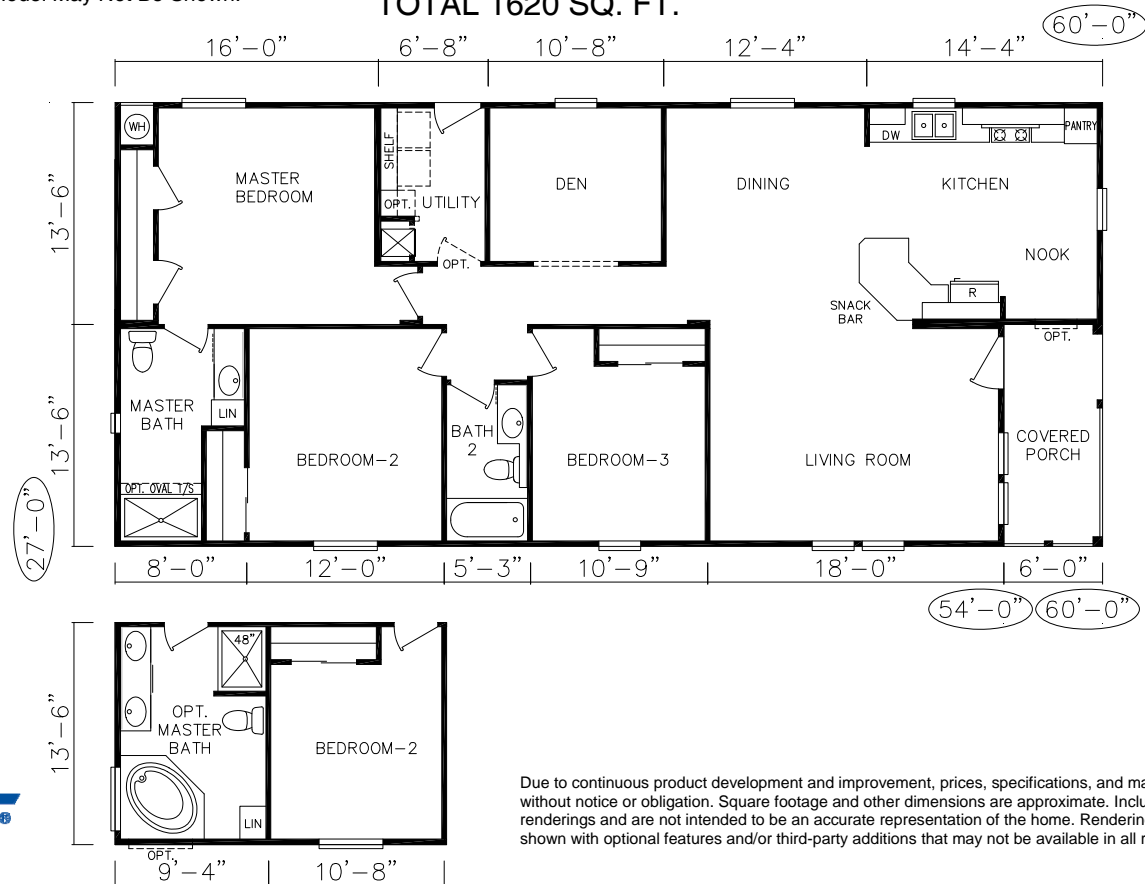 Model May Not Be Shown.
TOTAL 1620 SQ. FT.
60'-0"
16'-0" 6'-8" 10'-8" 12'-4" 14'-4"
WH
SHELF
DW
PANTRY
MASTER
BEDROOM
DEN
DINING
KITCHEN
OPT.
UTILITY
13'-6"
OPT.
NOOK
R
SNACK
BAR
OPT.
MASTER
BATH
LIN
BATH
2
COVERED
PORCH
13'-6"
BEDROOM-2
BEDROOM-3
LIVING ROOM
OPT. OVAL T/S
27'-0"
8'-0" 12'-0" 5'-3" 10'-9" 18'-0" 6'-0"
54'-0" 60'-0"
48"
13'-6"
OPT.
MASTER
BATH
BEDROOM-2
LIN
OPT.
9'-4" 10'-8"
®
Due to continuous product development and improvement, prices, specifications, and ma
without notice or obligation. Square footage and other dimensions are approximate. Inclu
renderings and are not intended to be an accurate representation of the home. Renderin
shown with optional features and/or third-party additions that may not be available in all